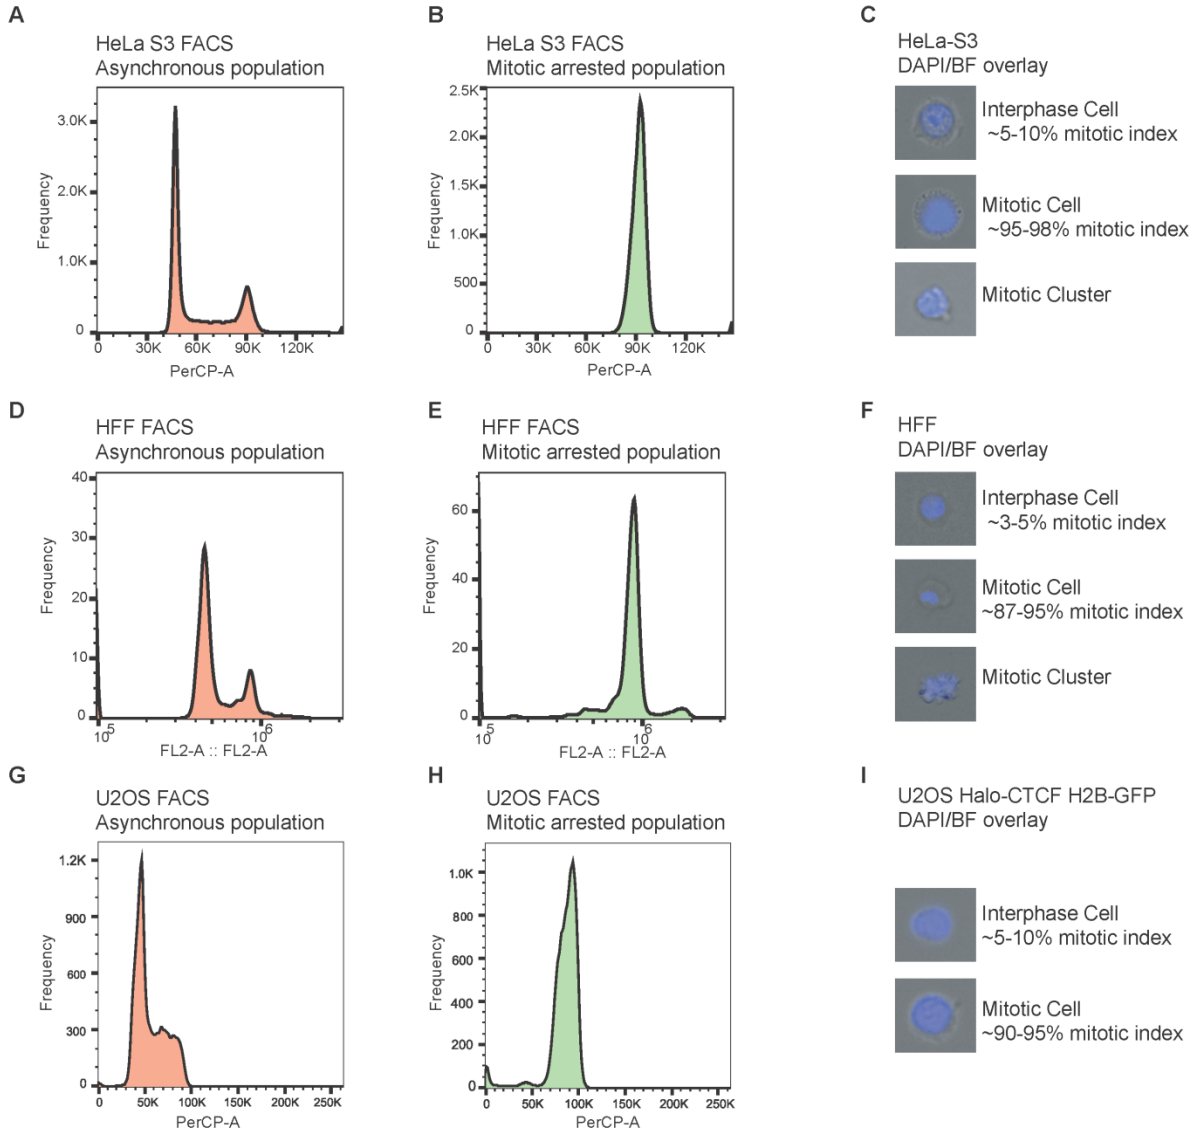 A
HeLa S3 FACS
Asynchronous population
3.0K
2.0K
1.0K
0
Frequency
0 30K 60K 90K 120K
PerCP-A
B
HeLa S3 FACS
Mitotic arrested population
2.5K
2.0K
1.5K
1.0K
500
0
Frequency
0 30K 60K 90K 120K
PerCP-A
C
HeLa-S3
DAPI/BF overlay
Interphase Cell
~5-10% mitotic index
Mitotic Cell
~95-98% mitotic index
Mitotic Cluster
D
HFF FACS
Asynchronous population
40
30
20
10
0
Frequency
10^5 10^6
FL2-A :: FL2-A
E
HFF FACS
Mitotic arrested population
60
40
20
0
Frequency
10^5 10^6
FL2-A :: FL2-A
F
HFF
DAPI/BF overlay
Interphase Cell
~3-5% mitotic index
Mitotic Cell
~87-95% mitotic index
Mitotic Cluster
G
U2OS FACS
Asynchronous population
1.2K
900
600
300
0
Frequency
0 50K 100K 150K 200K 250K
PerCP-A
H
U2OS FACS
Mitotic arrested population
1.0K
800
600
400
200
0
Frequency
0 50K 100K 150K 200K 250K
PerCP-A
I
U2OS Halo-CTCF H2B-GFP
DAPI/BF overlay
Interphase Cell
~5-10% mitotic index
Mitotic Cell
~90-95% mitotic index